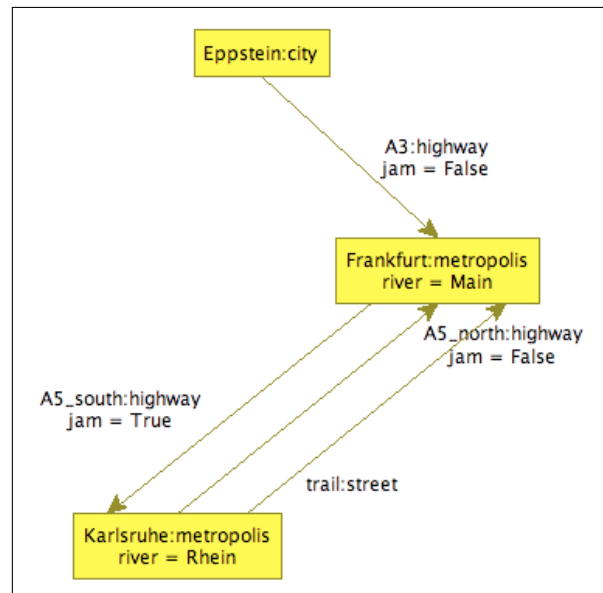 Eppstein:city
A3:highway
jam = False
Frankfurt:metropolis
river = Main
A5_north:highway
jam = False
A5_south:highway
jam = True
trail:street
Karlsruhe:metropolis
river = Rhein